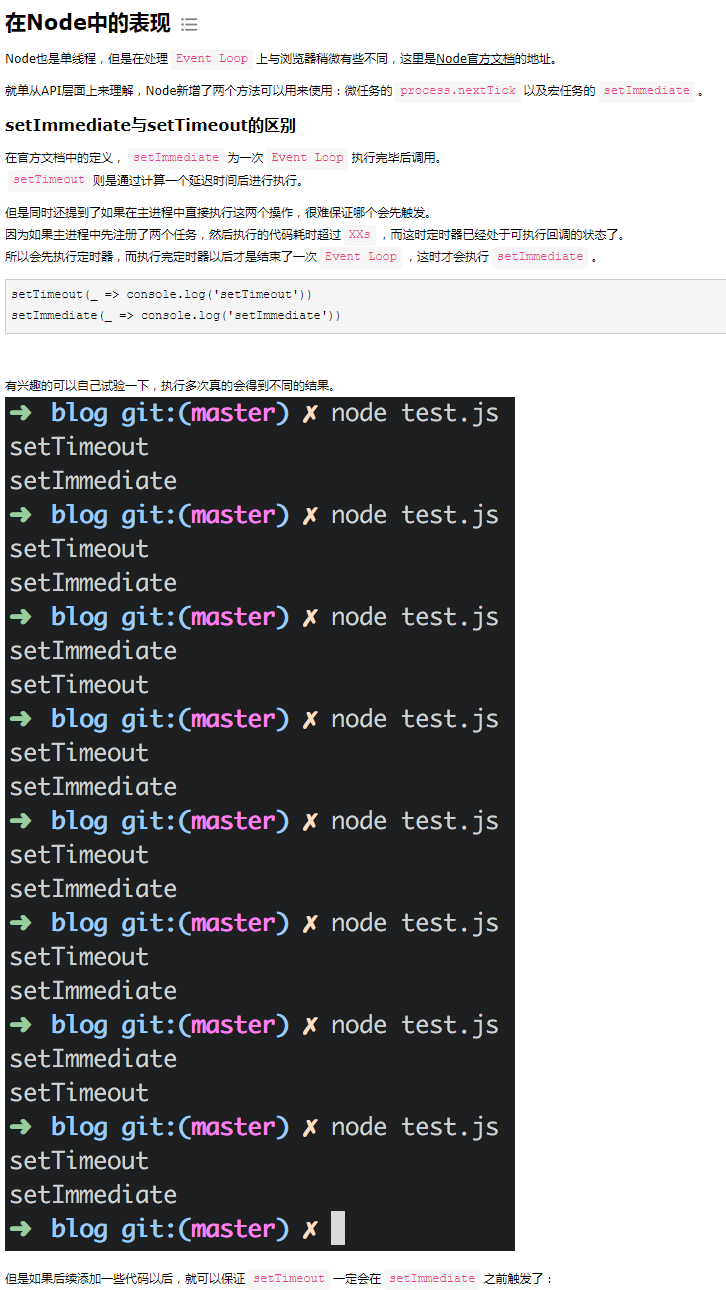 在Node中的表现
Node也是单线程，但是在处理 Event Loop 上与浏览器稍微有些不同，这里是Node官方文档的地址。
就单从API层面上来理解，Node新增了两个方法可以用来使用：微任务的 process.nextTick 以及宏任务的 setImmediate 。
setImmediate与setTimeout的区别
在官方文档中的定义， setImmediate 为一次 Event Loop 执行完毕后调用。
setTimeout 则是通过计算一个延迟时间后进行执行。
但是同时还提到了如果在主进程中直接执行这两个操作，很难保证哪个会先触发。
因为如果主进程中先注册了两个任务，然后执行的代码耗时超过 XXs ，而这时定时器已经处于可执行回调的状态了。
所以会先执行定时器，而执行完定时器以后才是结束了一次 Event Loop ，这时才会执行 setImmediate 。
setTimeout(_ => console.log('setTimeout'))
setImmediate(_ => console.log('setImmediate'))
有兴趣的可以自己试验一下，执行多次真的会得到不同的结果。
➜ blog git:(master) ✗ node test.js
setTimeout
setImmediate
➜ blog git:(master) ✗ node test.js
setTimeout
setImmediate
➜ blog git:(master) ✗ node test.js
setImmediate
setTimeout
➜ blog git:(master) ✗ node test.js
setTimeout
setImmediate
➜ blog git:(master) ✗ node test.js
setTimeout
setImmediate
➜ blog git:(master) ✗ node test.js
setTimeout
setImmediate
➜ blog git:(master) ✗ node test.js
setImmediate
setTimeout
➜ blog git:(master) ✗ node test.js
setTimeout
setImmediate
➜ blog git:(master) ✗
但是如果后续添加一些代码以后，就可以保证 setTimeout 一定会在 setImmediate 之前触发了：